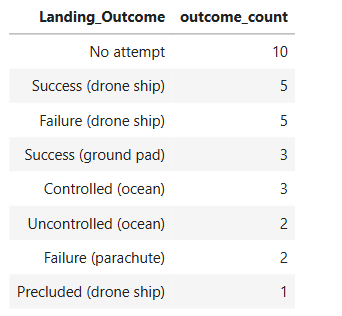 Landing_Outcome outcome_count
No attempt 10
Success (drone ship) 5
Failure (drone ship) 5
Success (ground pad) 3
Controlled (ocean) 3
Uncontrolled (ocean) 2
Failure (parachute) 2
Precluded (drone ship) 1